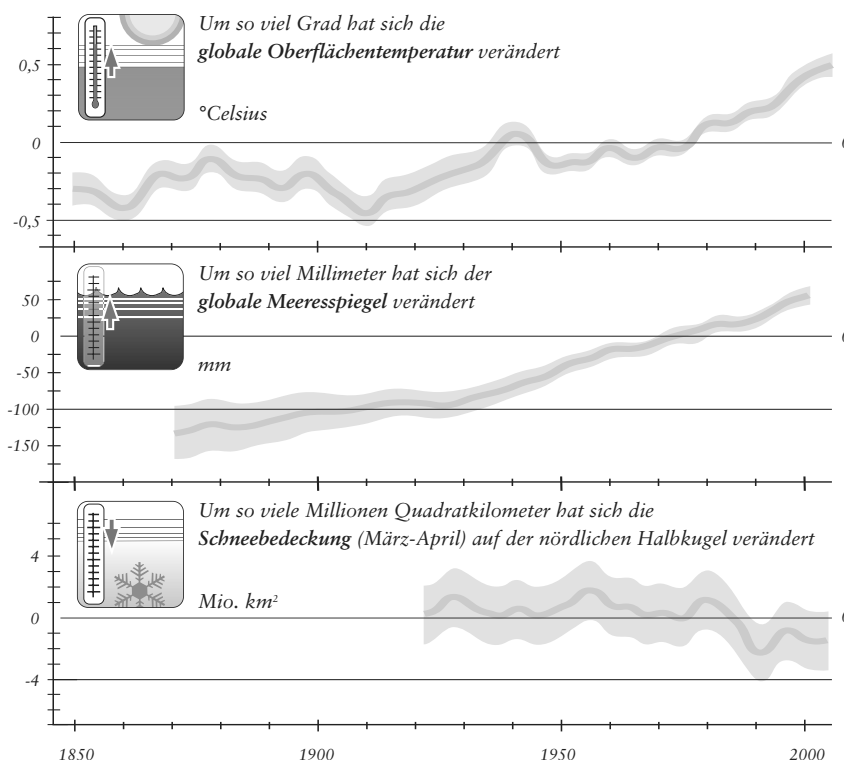 Um so viel Grad hat sich die
globale Oberflächentemperatur verändert
°Celsius
0,5
0
-0,5
Um so viel Millimeter hat sich der
globale Meeresspiegel verändert
mm
50
0
-50
-100
-150
Um so viele Millionen Quadratkilometer hat sich die
Schneebedeckung (März-April) auf der nördlichen Halbkugel verändert
Mio. km²
4
0
-4
1850 1900 1950 2000